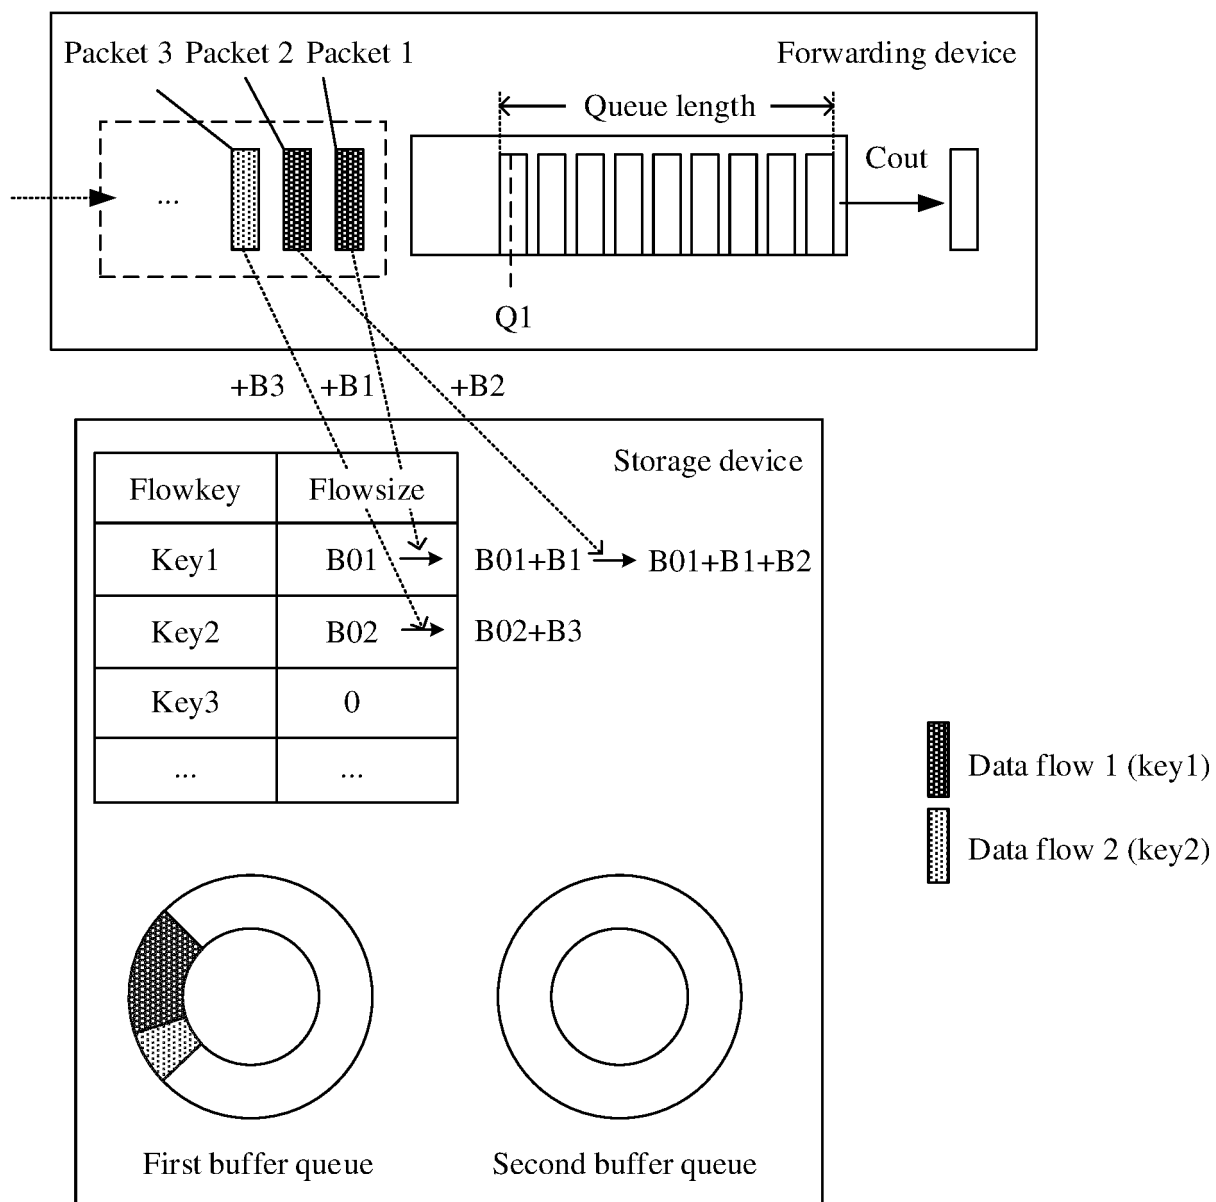 Packet 3 Packet 2 Packet 1
Forwarding device
Queue length
Cout
...
Q1
+B3 +B1 +B2
Storage device
Flowkey Flowsize
Key1 B01 B01+B1 B01+B1+B2
Key2 B02 B02+B3
Key3 0
... ...
Data flow 1 (key1)
Data flow 2 (key2)
First buffer queue Second buffer queue